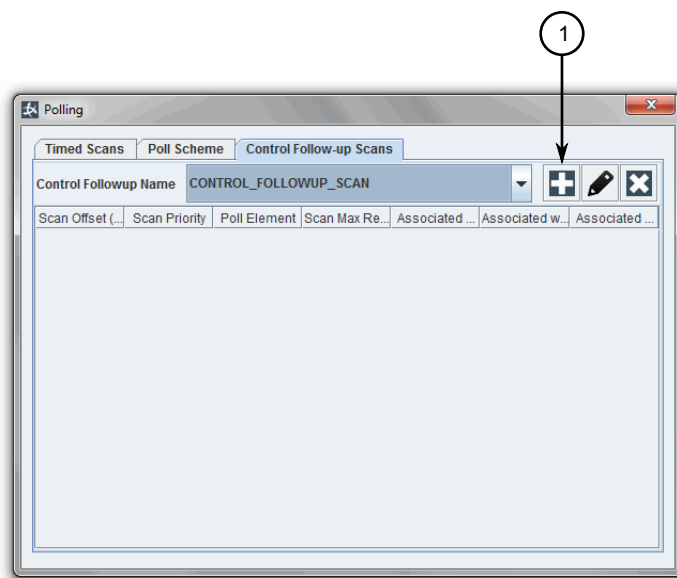 1
Polling
Timed Scans Poll Scheme Control Follow-up Scans
Control Followup Name CONTROL_FOLLOWUP_SCAN
Scan Offset (... Scan Priority Poll Element Scan Max Re... Associated ... Associated w... Associated ...